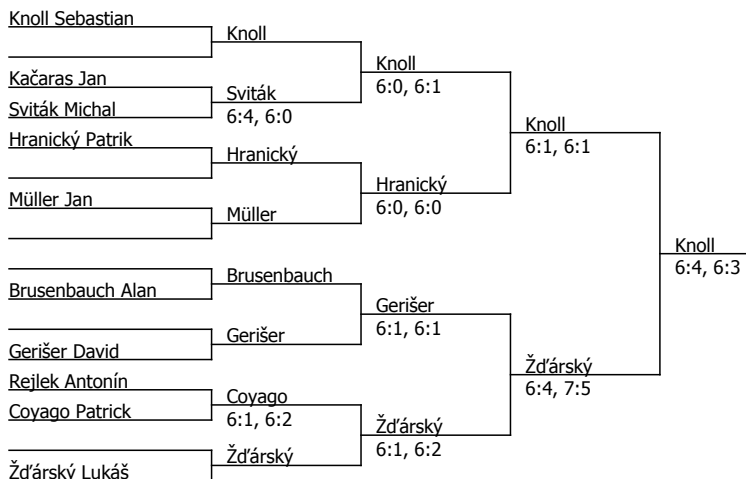 Knoll Sebastian
Knoll
Knoll
6:0, 6:1
Kačaras Jan
Sviták
6:4, 6:0
Sviták Michal
Knoll
6:1, 6:1
Hranický Patrik
Hranický
Hranický
6:0, 6:0
Müller Jan
Müller
Knoll
6:4, 6:3
Brusenbauch
Brusenbauch Alan
Gerišer
6:1, 6:1
Gerišer
Gerišer David
Žďárský
6:4, 7:5
Rejlek Antonín
Coyago
6:1, 6:2
Coyago Patrick
Žďárský
6:1, 6:2
Žďárský
Žďárský Lukáš